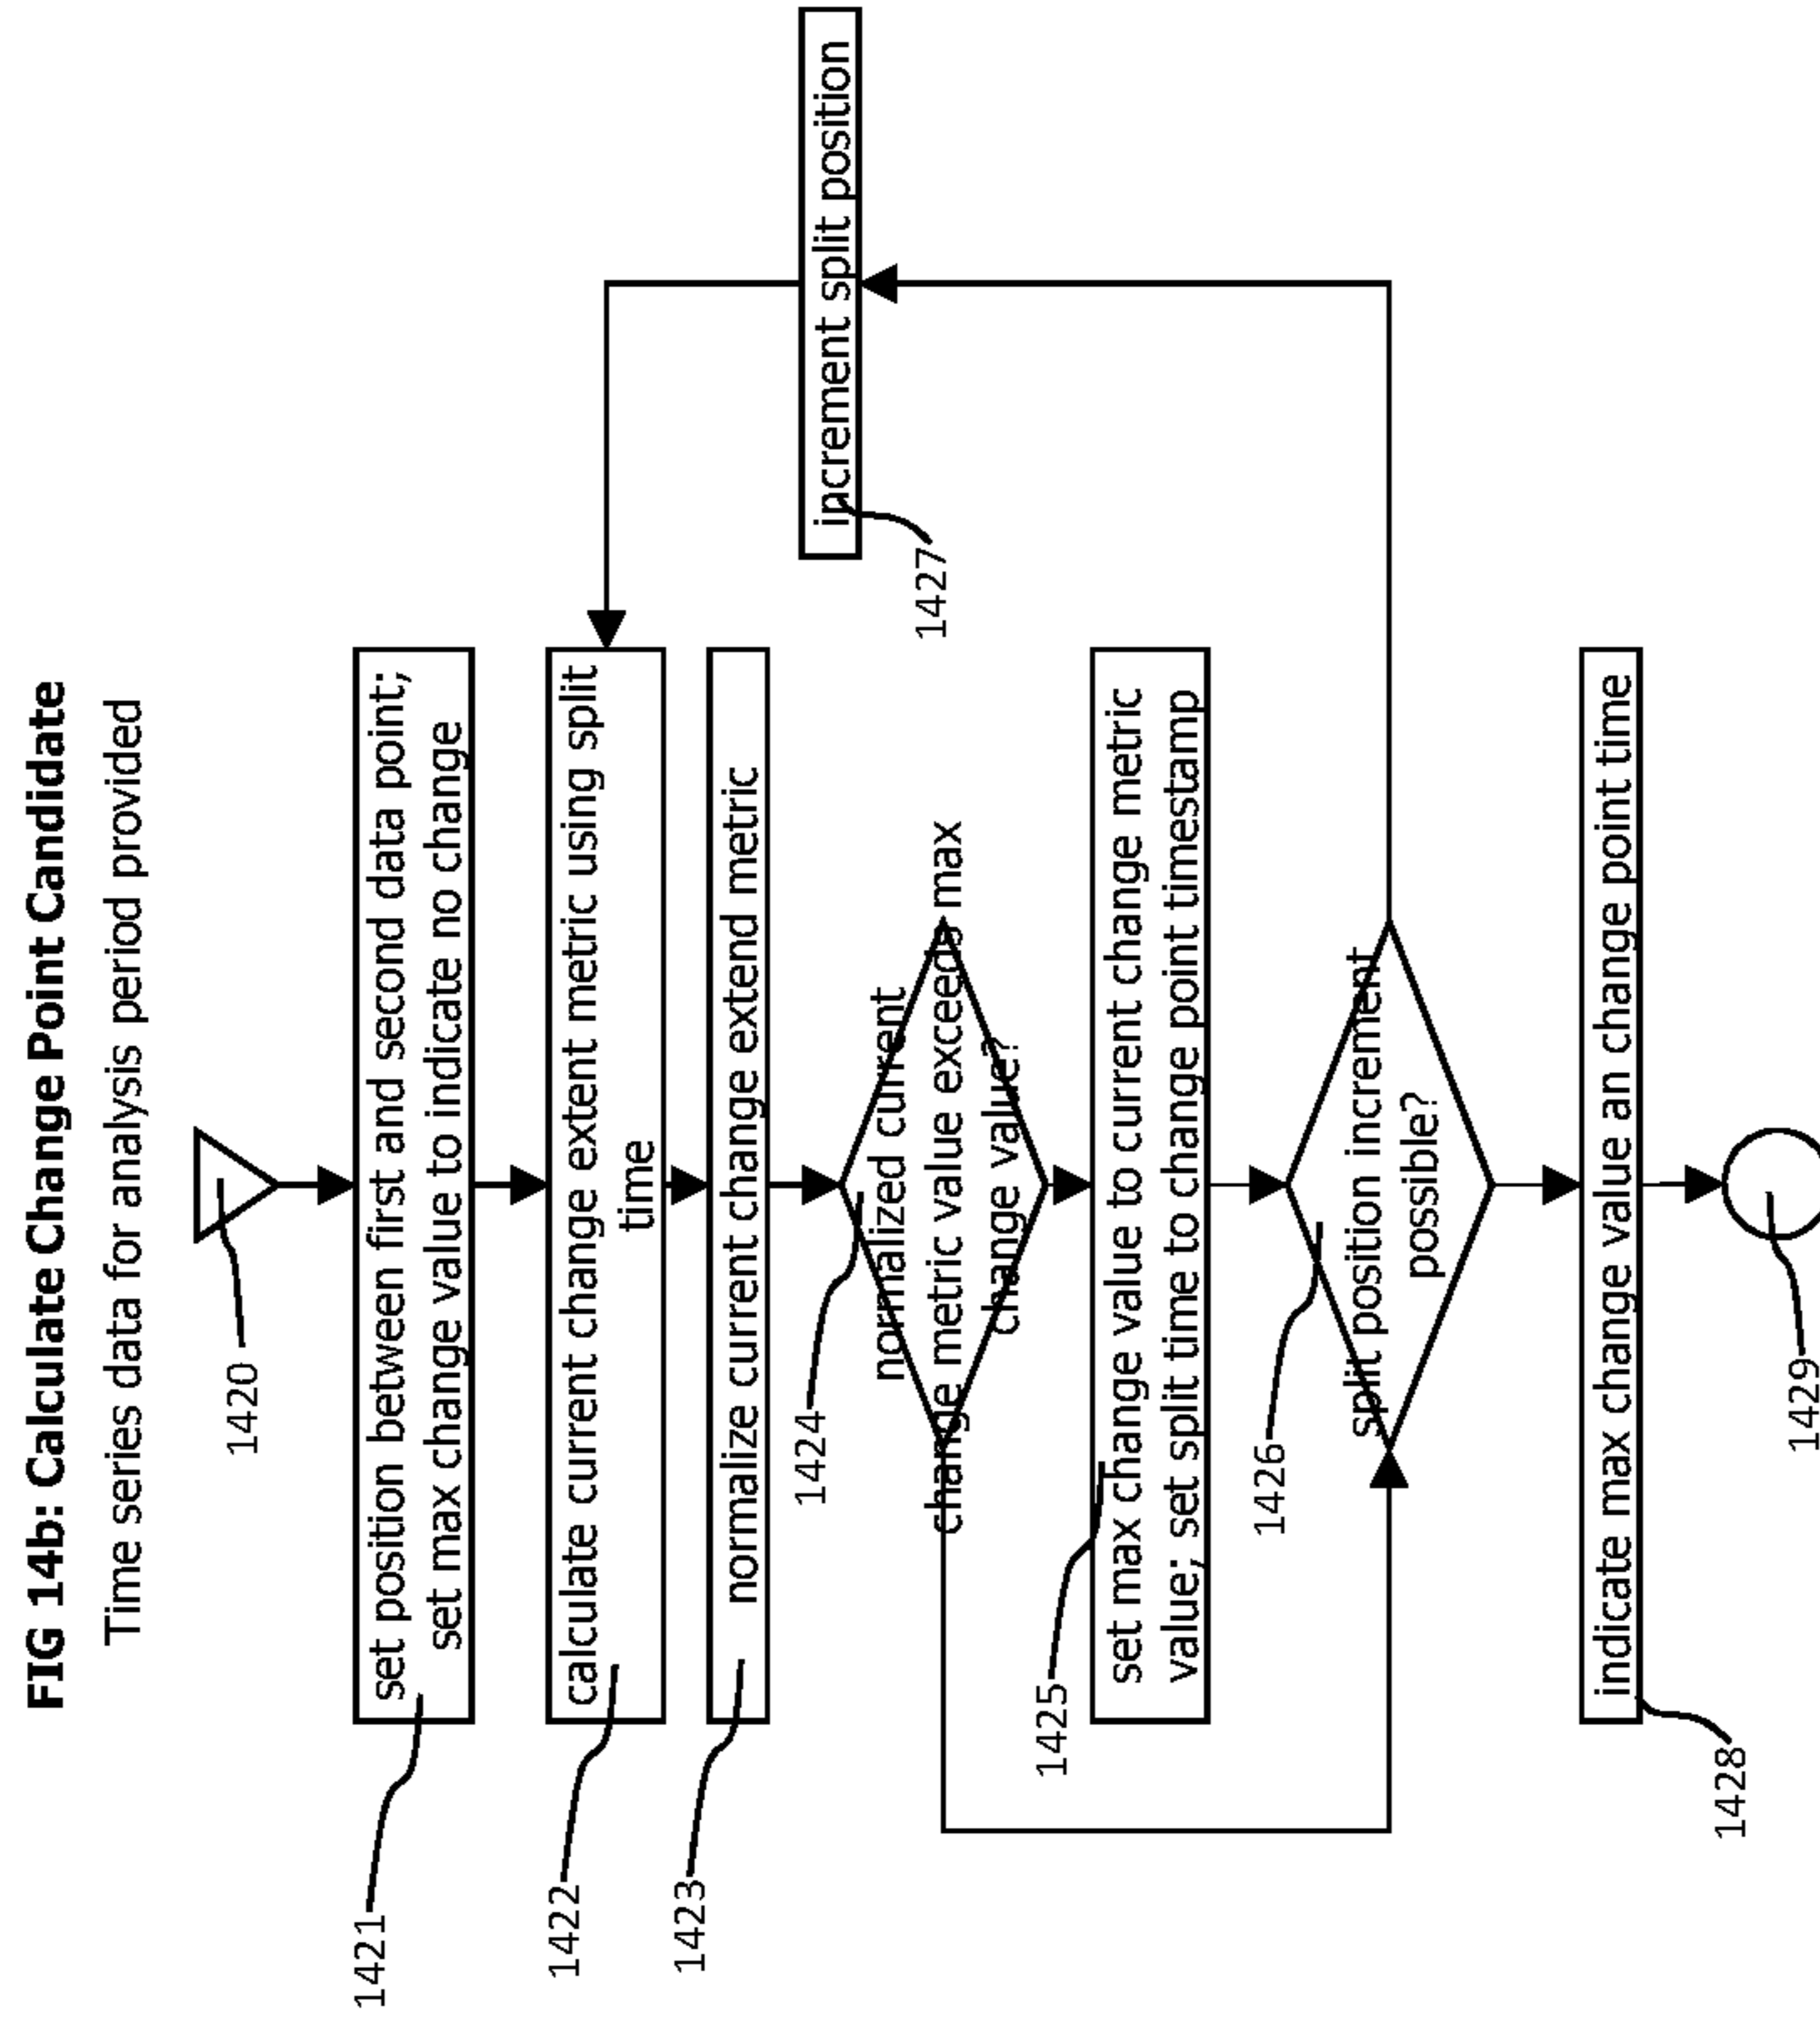 FIG 14b: Calculate Change Point Candidate
Time series data for analysis period provided
1420
1421
set position between first and second data point;
set max change value to indicate no change
1422
calculate current change extent metric using split
time
1423
normalize current change extend metric
1427
increment split position
1424
normalized current
change metric value exceeds max
change value?
1425
set max change value to current change metric
value; set split time to change point timestamp
1426
split position increment
possible?
1428
indicate max change value an change point time
1429